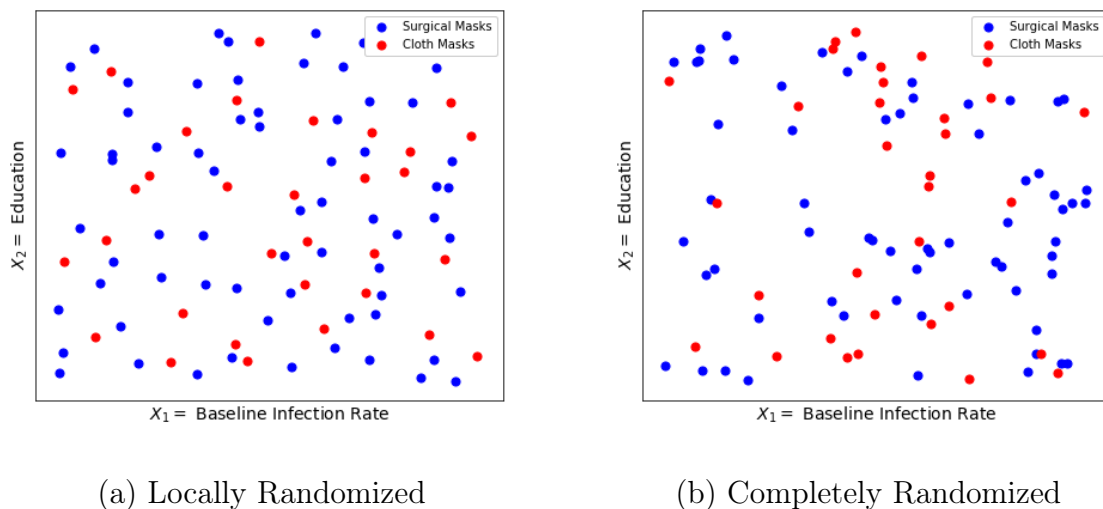 Surgical Masks
Cloth Masks
X₂ = Education
X₁ = Baseline Infection Rate
(a) Locally Randomized
Surgical Masks
Cloth Masks
X₂ = Education
X₁ = Baseline Infection Rate
(b) Completely Randomized